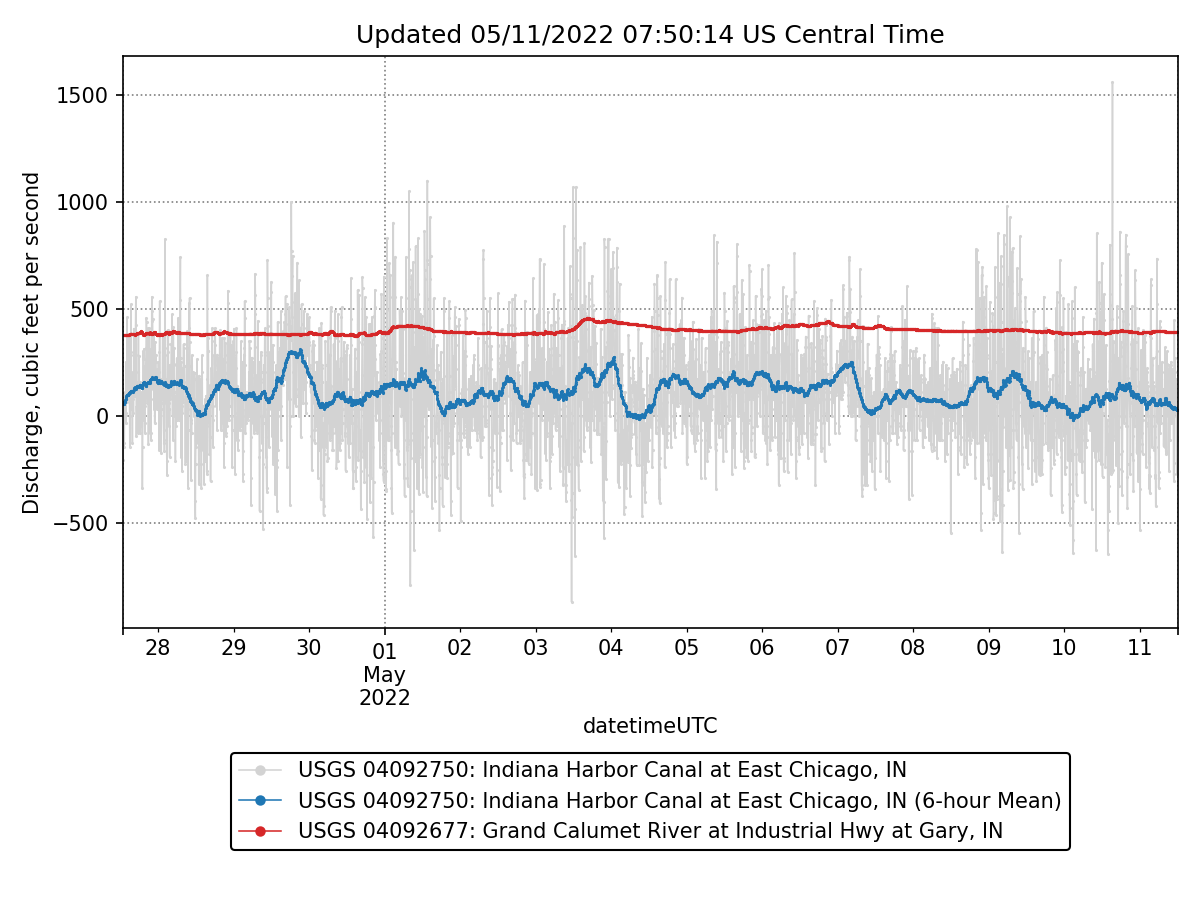 Updated 05/11/2022 07:50:14 US Central Time
Discharge, cubic feet per second
1500
1000
500
0
−500
28 29 30 01 02 03 04 05 06 07 08 09 10 11
May
2022
datetimeUTC
USGS 04092750: Indiana Harbor Canal at East Chicago, IN
USGS 04092750: Indiana Harbor Canal at East Chicago, IN (6-hour Mean)
USGS 04092677: Grand Calumet River at Industrial Hwy at Gary, IN